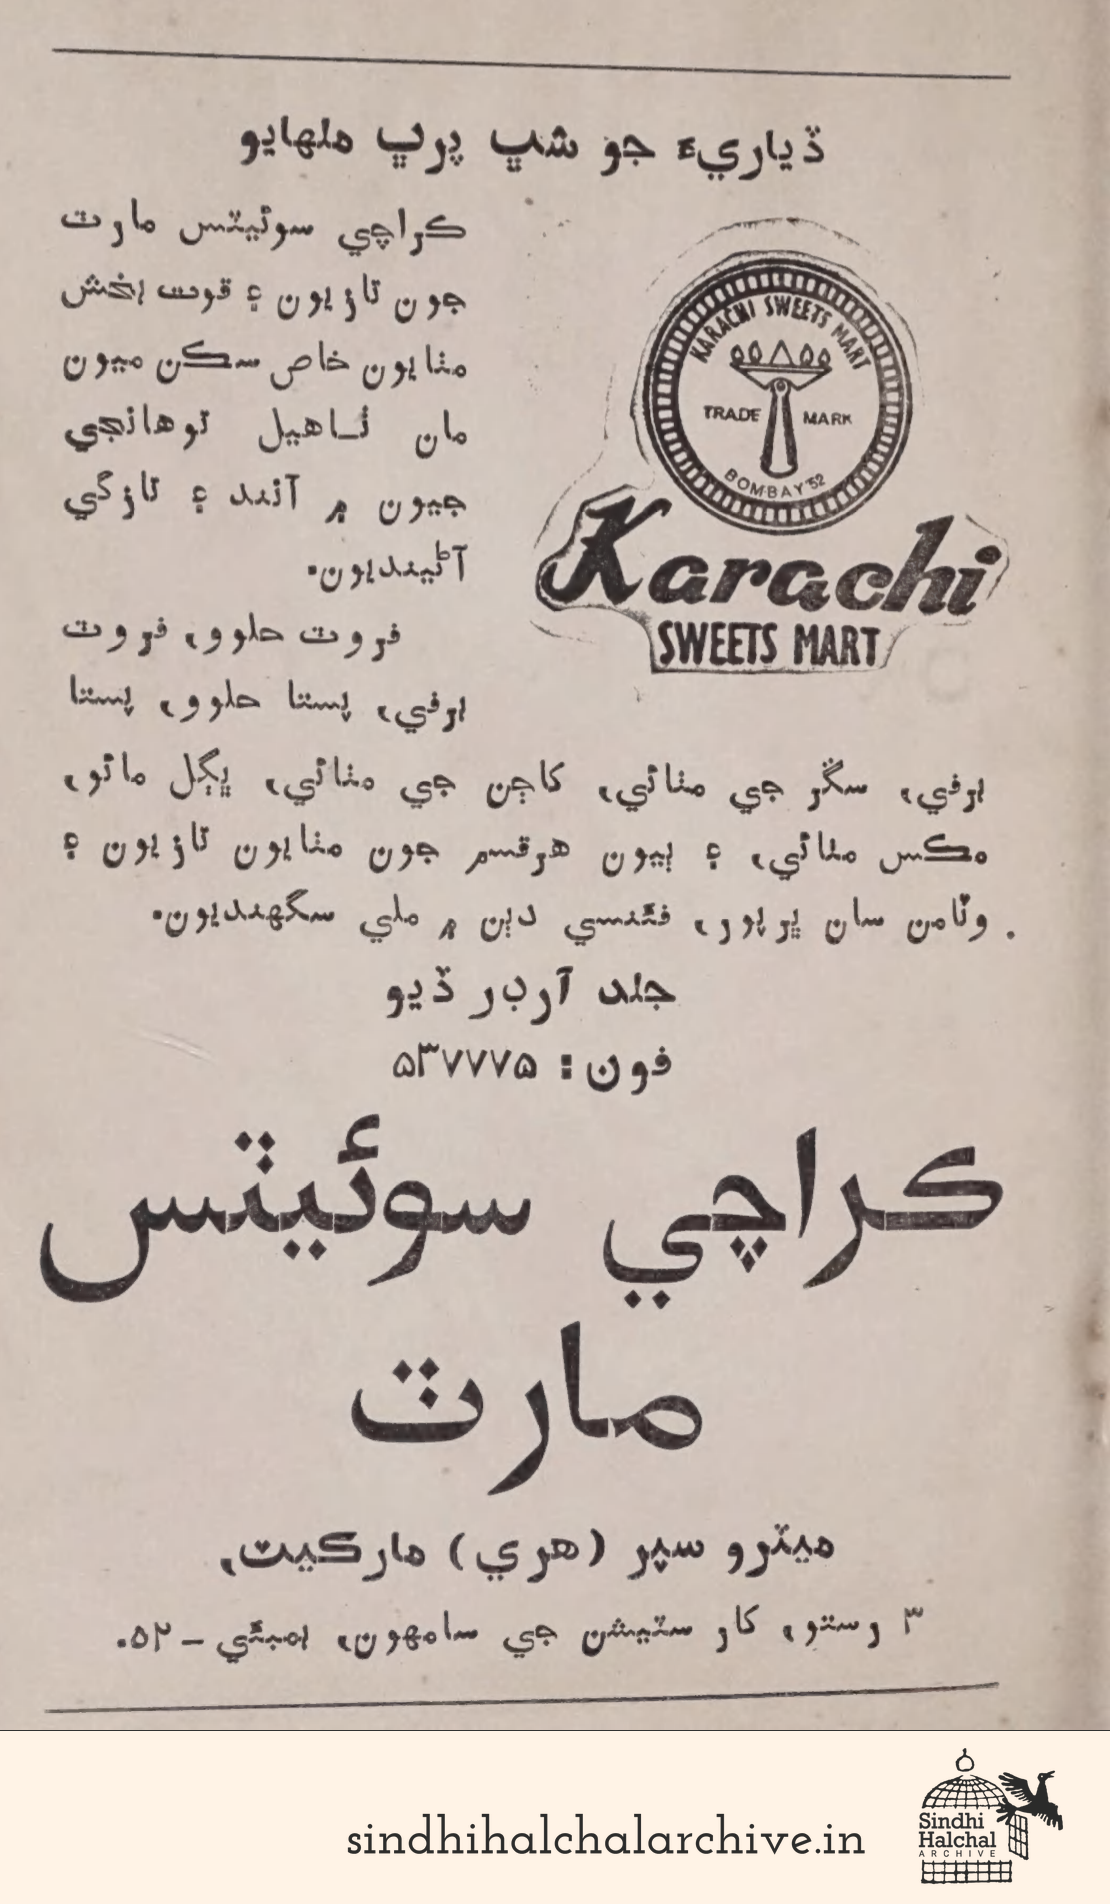 ڏياريءَ جو شڀ پرڀ ملهايو
ڪراچي سوئيٽس مارٽ
جون تازيون ۽ قوت بخش
مٺايون خاص سڪن ميون
مان ٺاهيل توهانجي
جيون ۾ آنند ۽ تازگي
آڻينديون.
فروٽ حلوو، فروٽ
برفي، پستا حلوو، پستا
برفي، سڱر جي مٺائي، ڪاڄن جي مٺائي، ڀڳل مائو،
مڪس مٺائي، ۽ ٻيون هرقسم جون مٺايون تازيون ۽
وٽامن سان ڀرپور، فئنسي دٻن ۾ ملي سگهنديون.
جلد آرڊر ڏيو
فون: ۵۳۷۷۷۵
KARACHI SWEETS MART
TRADE MARK
BOMBAY 52
Karachi
SWEETS MART
ڪراچي سوئيٽس
مارٽ
ميٽرو سپر (هري) مارڪيٽ،
۳ رستو، کار سٽيشن جي سامهون، بمبئي - ۵۲.
sindhihalchalarchive.in
Sindhi
Halchal
ARCHIVE